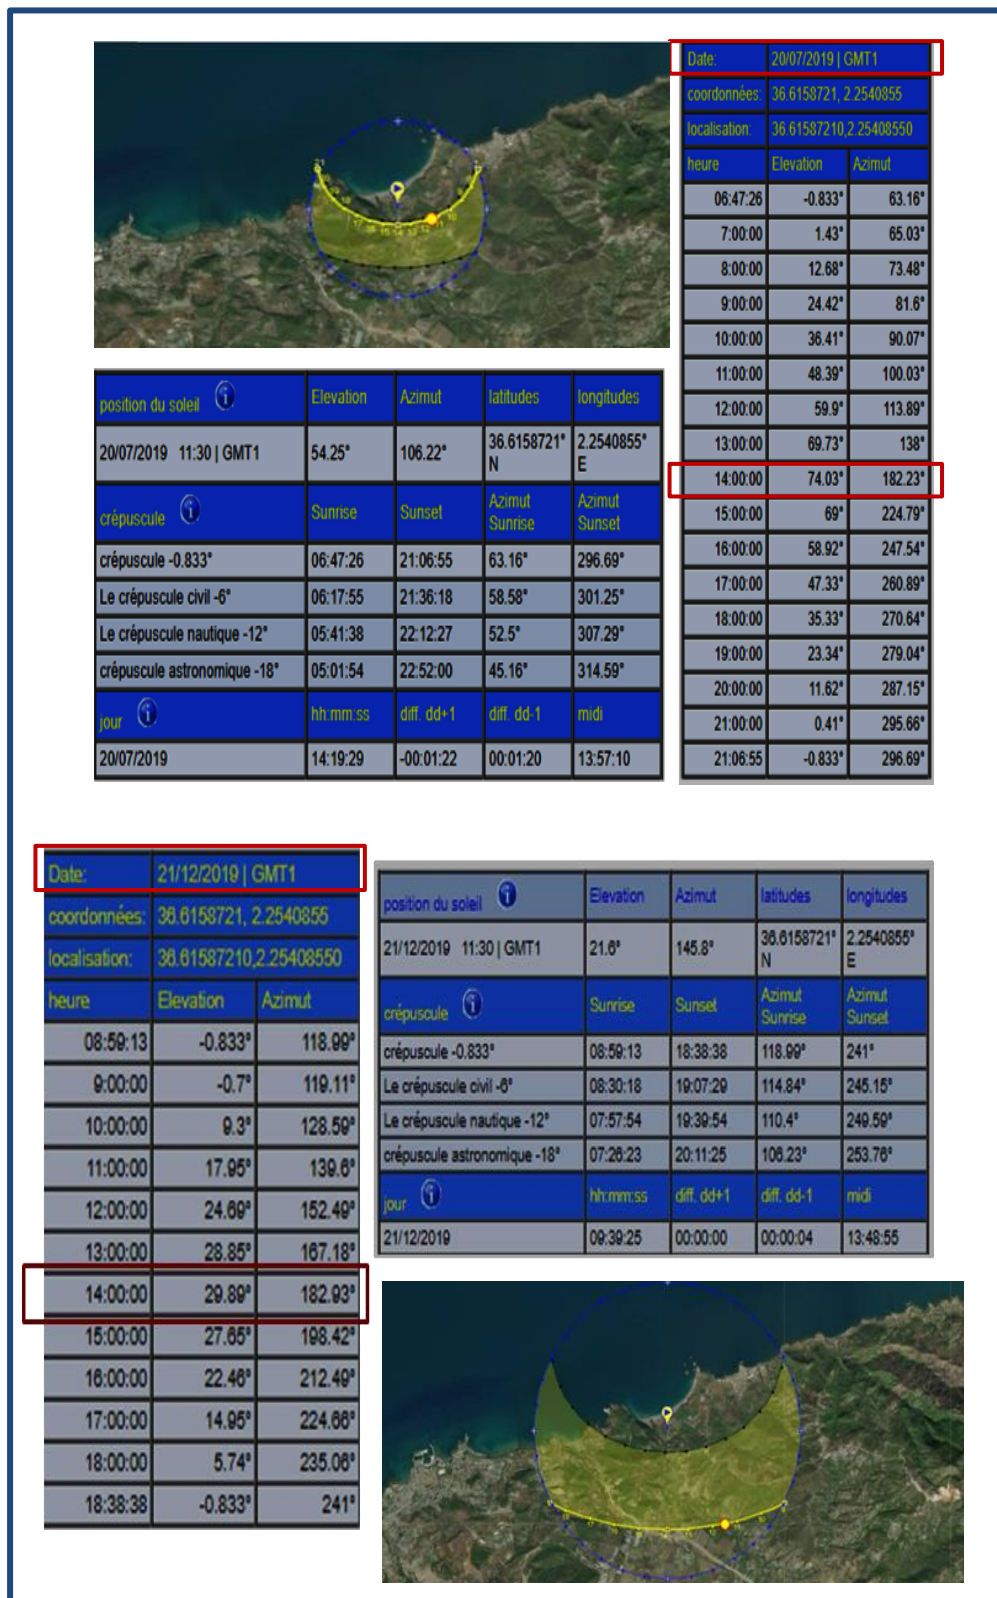 Date: 20/07/2019 | GMT1
coordonnées: 36.6158721, 2.2540855
localisation: 36.61587210,2.25408550
heure Elevation Azimut
06:47:26 -0.833° 63.16°
7:00:00 1.43° 65.03°
8:00:00 12.68° 73.48°
9:00:00 24.42° 81.6°
10:00:00 36.41° 90.07°
11:00:00 48.39° 100.03°
12:00:00 59.9° 113.89°
13:00:00 69.73° 138°
14:00:00 74.03° 182.23°
15:00:00 69° 224.79°
16:00:00 58.92° 247.54°
17:00:00 47.33° 260.89°
18:00:00 35.33° 270.64°
19:00:00 23.34° 279.04°
20:00:00 11.62° 287.15°
21:00:00 0.41° 295.66°
21:06:55 -0.833° 296.69°
position du soleil Elevation Azimut latitudes longitudes
20/07/2019 11:30 | GMT1 54.25° 106.22° 36.6158721° N 2.2540855° E
crépuscule Sunrise Sunset Azimut Sunrise Azimut Sunset
crépuscule -0.833° 06:47:26 21:06:55 63.16° 296.69°
Le crépuscule civil -6° 06:17:55 21:36:18 58.58° 301.25°
Le crépuscule nautique -12° 05:41:38 22:12:27 52.5° 307.29°
crépuscule astronomique -18° 05:01:54 22:52:00 45.16° 314.59°
jour hh:mm:ss diff. dd+1 diff. dd-1 midi
20/07/2019 14:19:29 -00:01:22 00:01:20 13:57:10
Date: 21/12/2019 | GMT1
coordonnées: 36.6158721, 2.2540855
localisation: 36.61587210,2.25408550
heure Elevation Azimut
08:59:13 -0.833° 118.99°
9:00:00 -0.7° 119.11°
10:00:00 9.3° 128.59°
11:00:00 17.95° 139.6°
12:00:00 24.69° 152.49°
13:00:00 28.85° 167.18°
14:00:00 29.89° 182.93°
15:00:00 27.65° 198.42°
16:00:00 22.46° 212.49°
17:00:00 14.95° 224.66°
18:00:00 5.74° 235.06°
18:38:38 -0.833° 241°
position du soleil Elevation Azimut latitudes longitudes
21/12/2019 11:30 | GMT1 21.6° 145.8° 36.6158721° N 2.2540855° E
crépuscule Sunrise Sunset Azimut Sunrise Azimut Sunset
crépuscule -0.833° 08:59:13 18:38:38 118.99° 241°
Le crépuscule civil -6° 08:30:18 19:07:29 114.84° 245.15°
Le crépuscule nautique -12° 07:57:54 19:39:54 110.4° 249.59°
crépuscule astronomique -18° 07:26:23 20:11:25 106.23° 253.76°
jour hh:mm:ss diff. dd+1 diff. dd-1 midi
21/12/2019 09:39:25 00:00:00 00:00:04 13:48:55